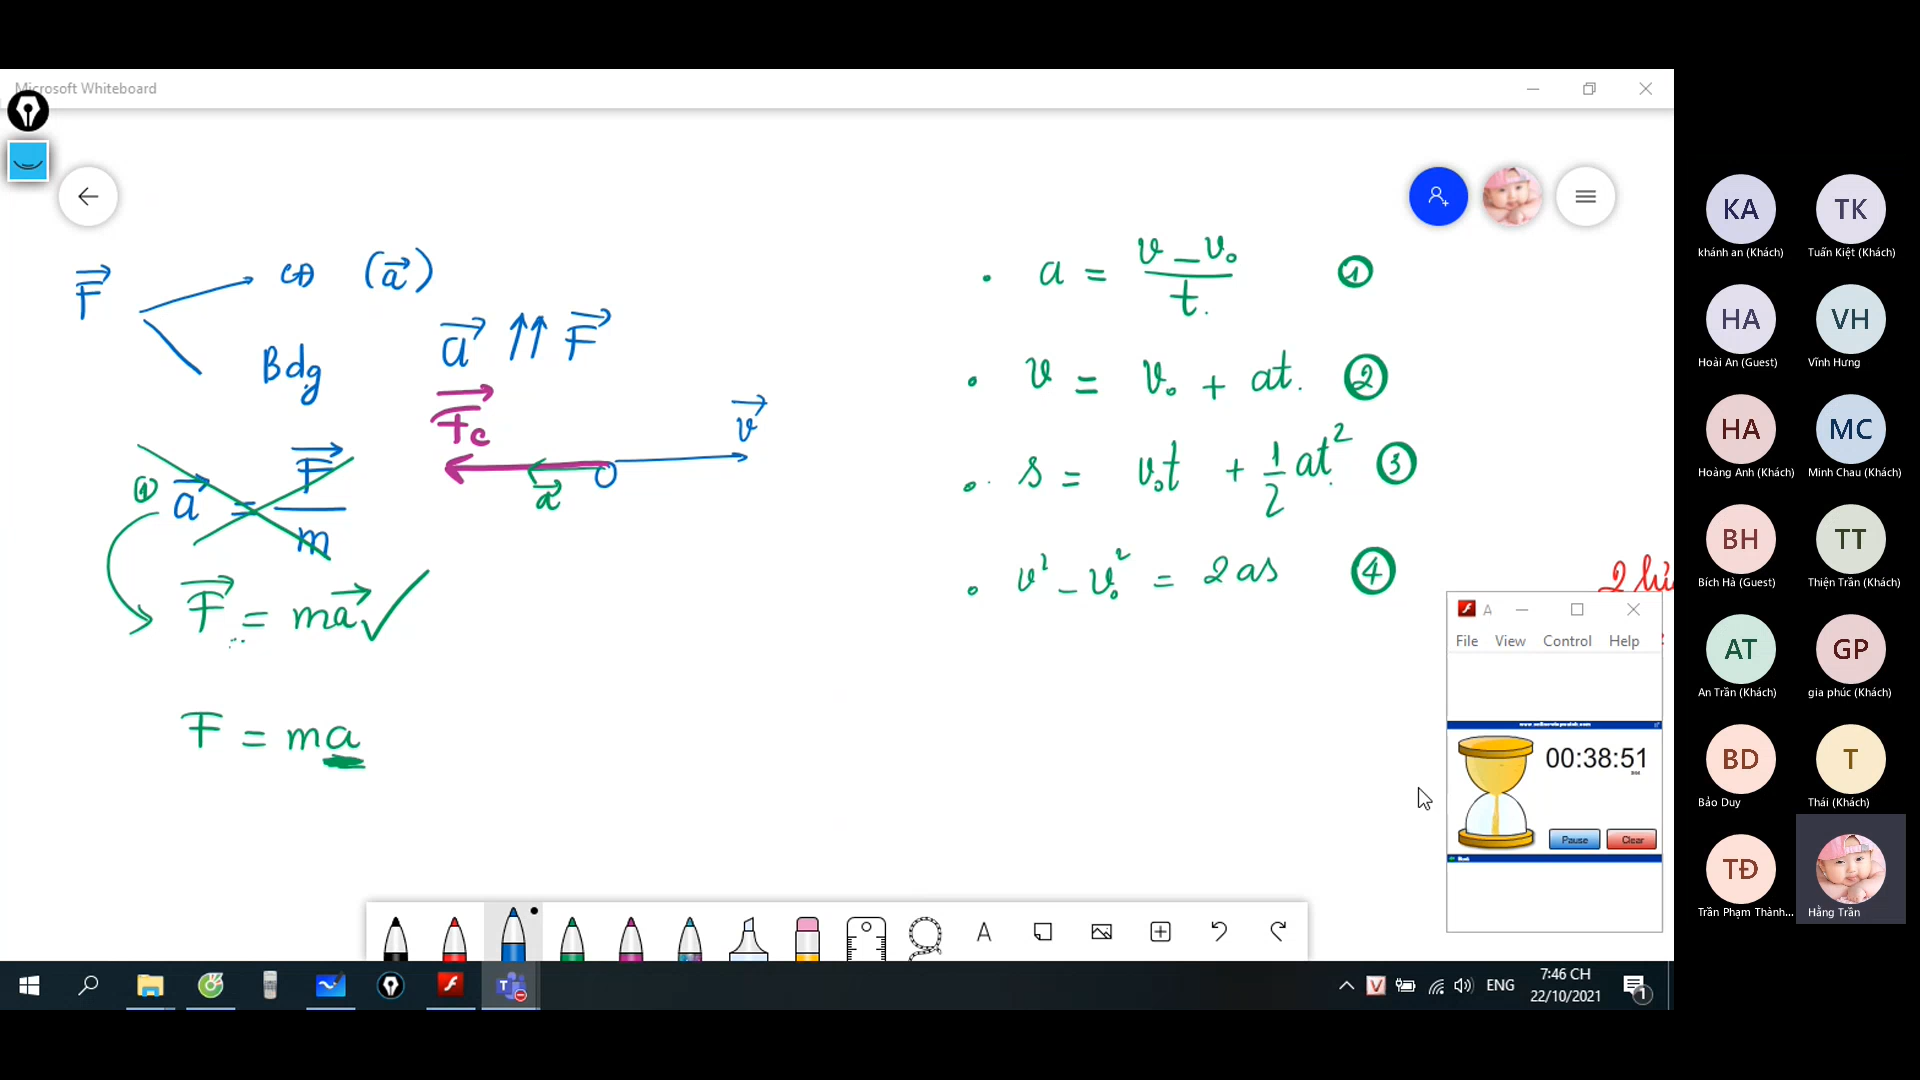 Microsoft Whiteboard
F⃗
CĐ (a⃗)
Bdg
a⃗ ↑↑ F⃗
F⃗c
v⃗
a⃗
① a⃗ = F⃗/m
F⃗ = ma⃗ ✓
F = ma
• a = (v - v₀)/t. ①
• v = v₀ + at. ②
• s = v₀t + 1/2 at² ③
• v² - v₀² = 2as ④
A
File View Control Help
00:38:51
Pause Clear
A
KA TK
khánh an (Khách) Tuấn Kiệt (Khách)
HA VH
Hoài An (Guest) Vĩnh Hưng
HA MC
Hoàng Anh (Khách) Minh Chau (Khách)
BH TT
Bích Hà (Guest) Thiện Trần (Khách)
AT GP
An Trần (Khách) gia phúc (Khách)
BD T
Bảo Duy Thái (Khách)
TĐ
Trần Phạm Thành... Hằng Trần
ENG
7:46 CH
22/10/2021
1